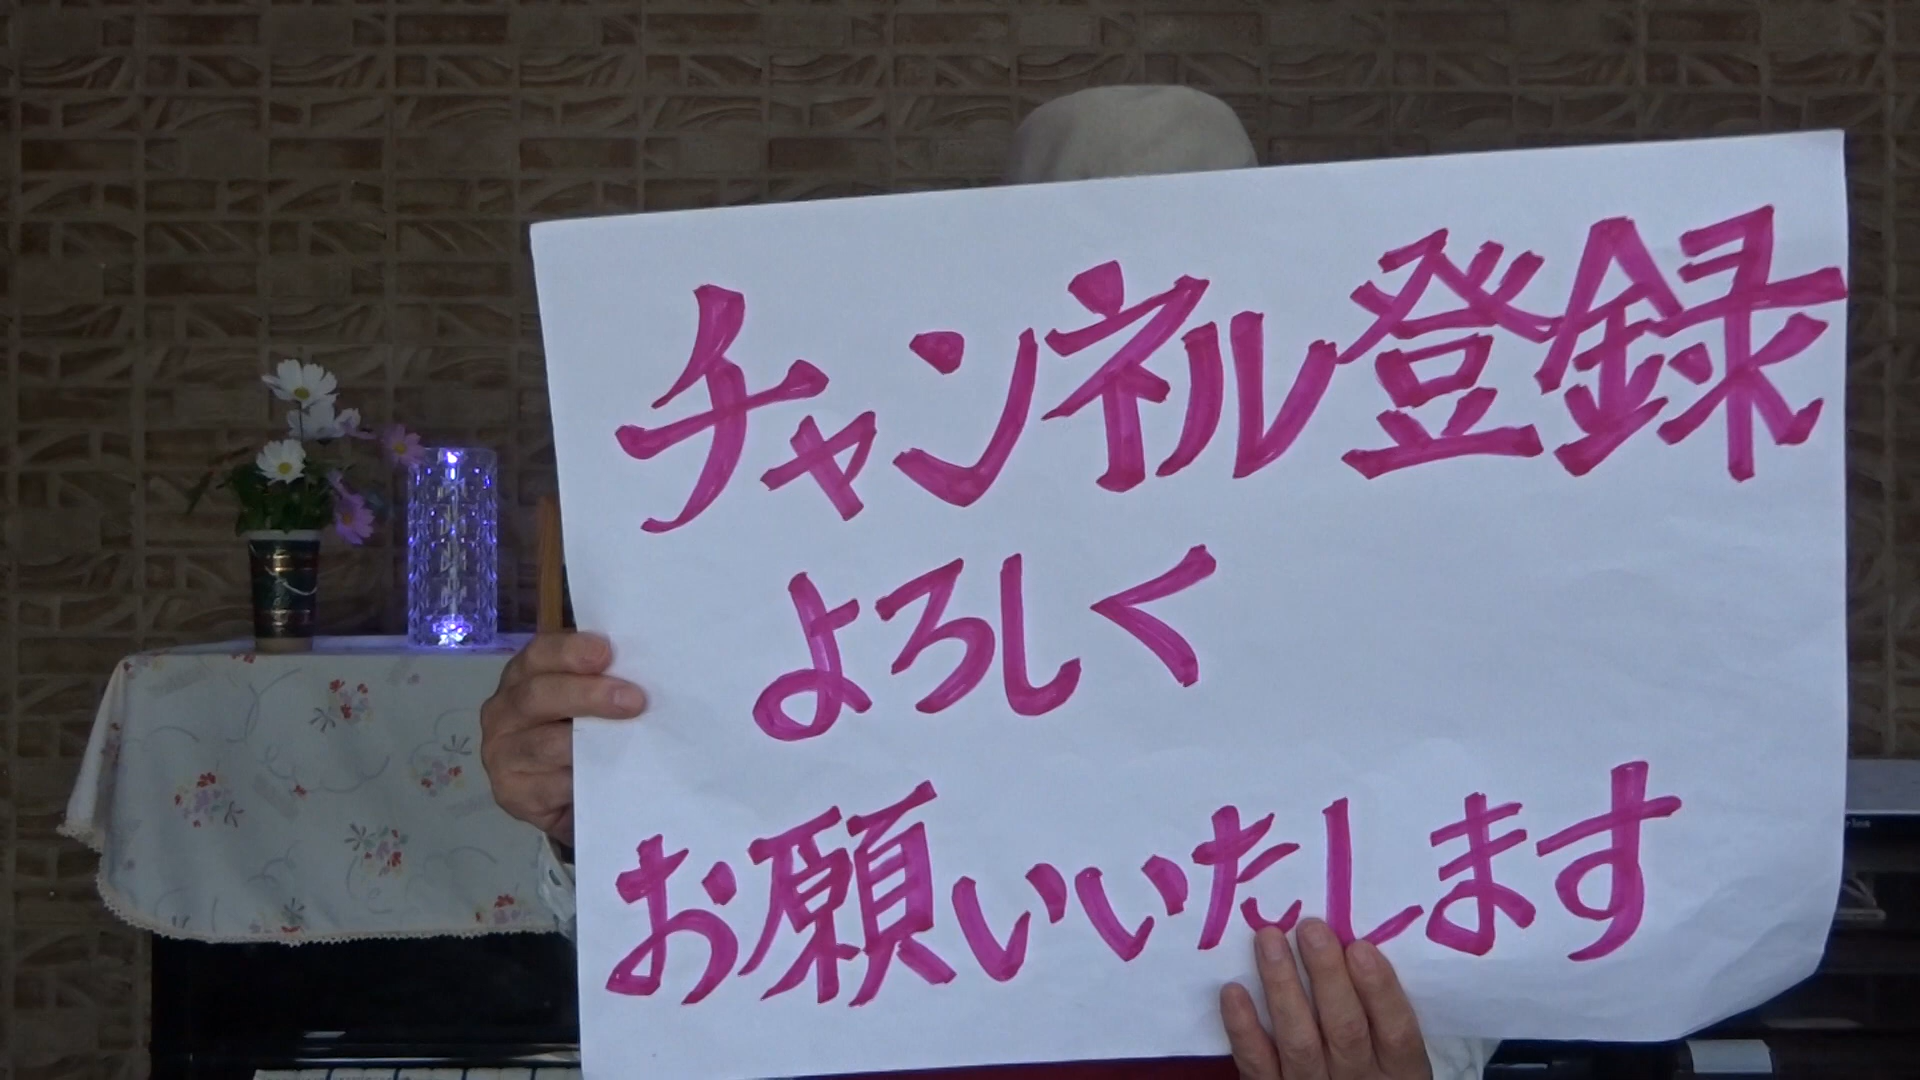 チャンネル登録
よろしく
お願いいたします